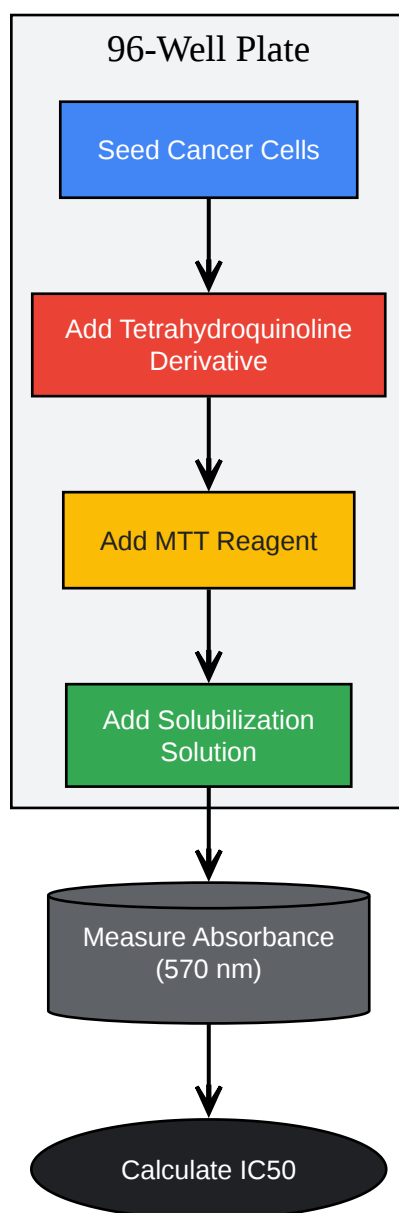 96-Well Plate
Seed Cancer Cells
Add Tetrahydroquinoline
Derivative
Add MTT Reagent
Add Solubilization
Solution
Measure Absorbance
(570 nm)
Calculate IC50